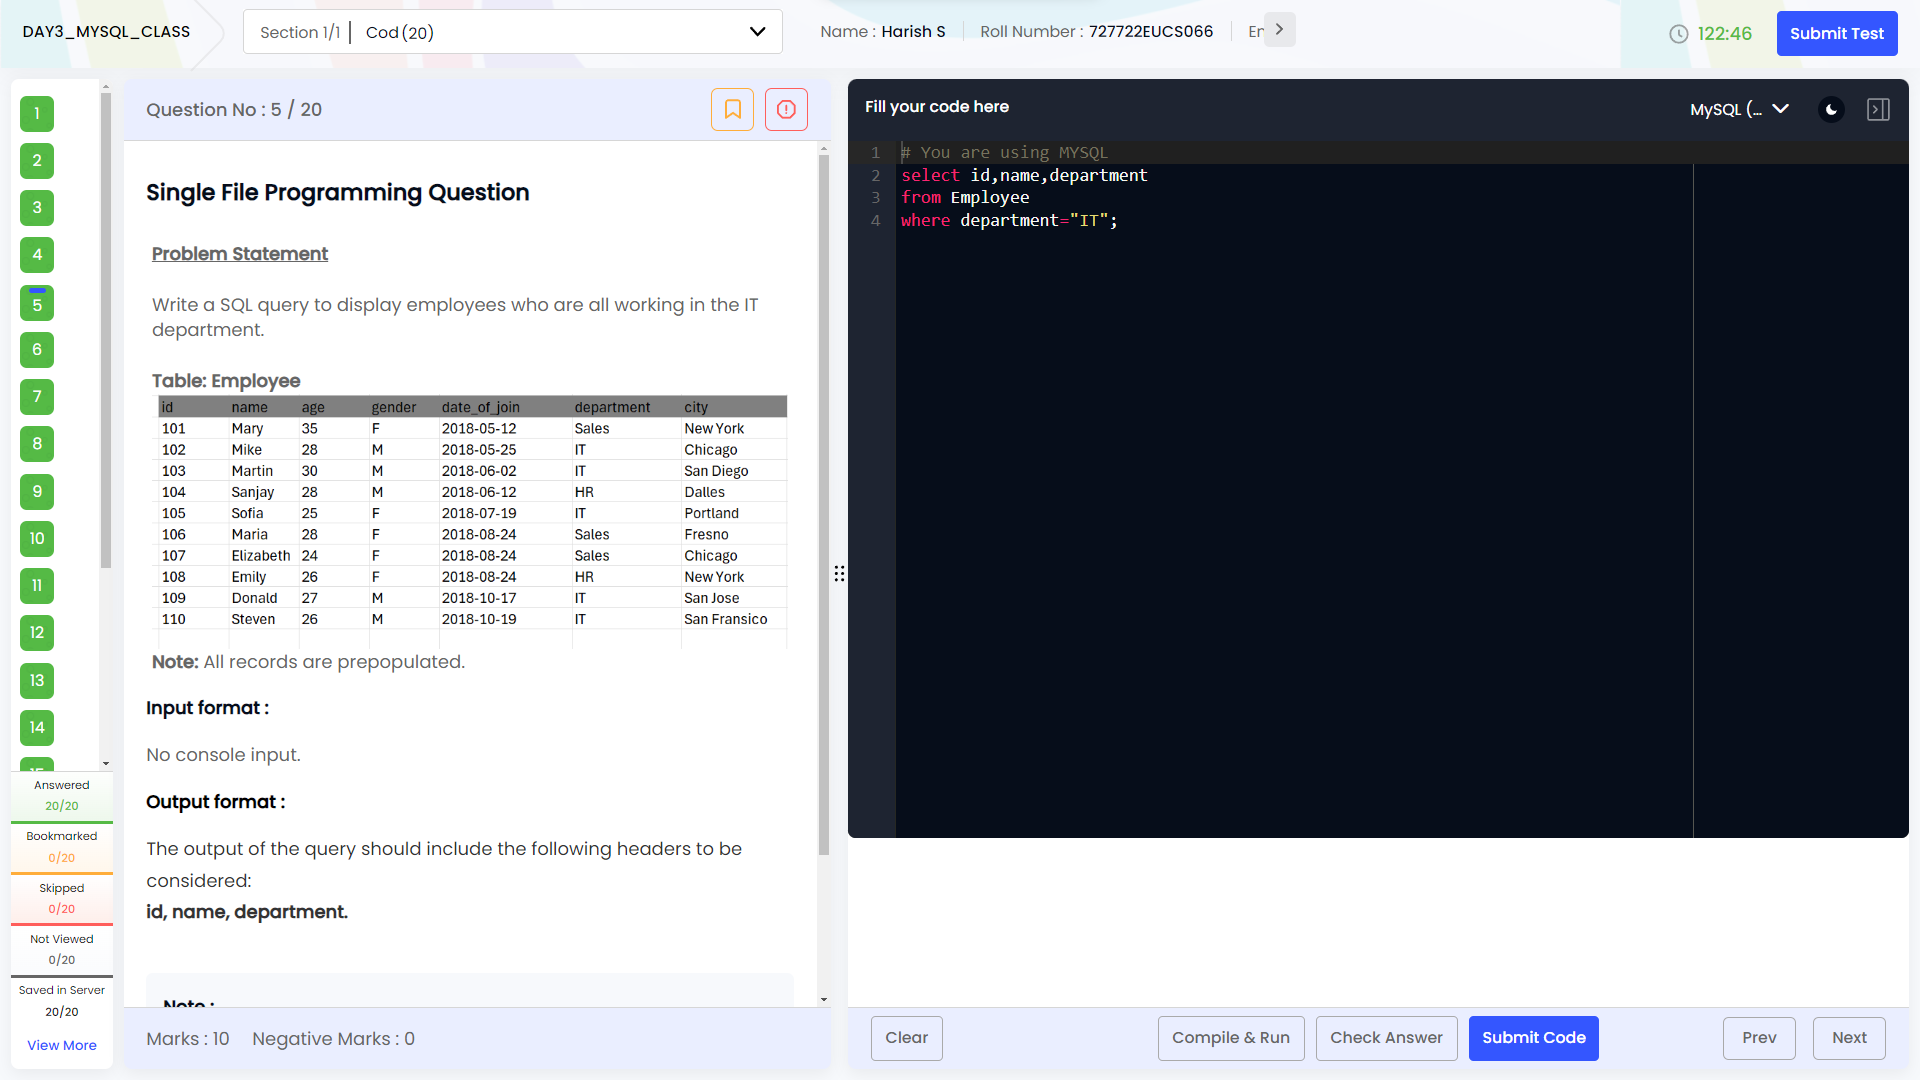 DAY3_MYSQL_CLASS
Section 1/1 | Cod (20)
Name : Harish S
Roll Number : 727722EUCS066
122:46
Submit Test
1
2
3
4
5
6
7
8
9
10
11
12
13
14
Answered
20/20
Bookmarked
0/20
Skipped
0/20
Not Viewed
0/20
Saved in Server
20/20
View More
Question No : 5 / 20
Single File Programming Question
Problem Statement
Write a SQL query to display employees who are all working in the IT
department.
Table: Employee
id name age gender date_of_join department city
101 Mary 35 F 2018-05-12 Sales New York
102 Mike 28 M 2018-05-25 IT Chicago
103 Martin 30 M 2018-06-02 IT San Diego
104 Sanjay 28 M 2018-06-12 HR Dalles
105 Sofia 25 F 2018-07-19 IT Portland
106 Maria 28 F 2018-08-24 Sales Fresno
107 Elizabeth 24 F 2018-08-24 Sales Chicago
108 Emily 26 F 2018-08-24 HR New York
109 Donald 27 M 2018-10-17 IT San Jose
110 Steven 26 M 2018-10-19 IT San Fransico
Note: All records are prepopulated.
Input format :
No console input.
Output format :
The output of the query should include the following headers to be
considered:
id, name, department.
Note :
Marks : 10 Negative Marks : 0
Fill your code here
MySQL (...
1 # You are using MYSQL
2 select id,name,department
3 from Employee
4 where department="IT";
Clear
Compile & Run
Check Answer
Submit Code
Prev
Next